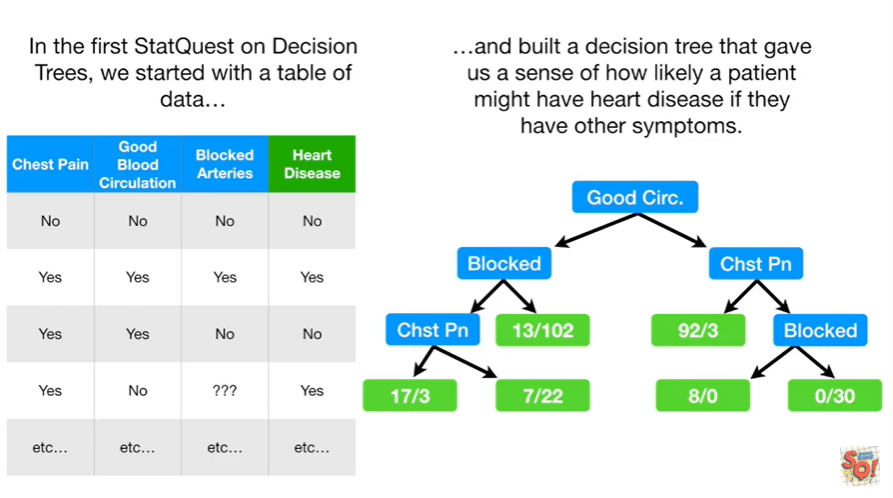 In the first StatQuest on Decision
Trees, we started with a table of
data…
…and built a decision tree that gave
us a sense of how likely a patient
might have heart disease if they
have other symptoms.
Chest Pain Good Blood Circulation Blocked Arteries Heart Disease
No No No No
Yes Yes Yes Yes
Yes Yes No No
Yes No ??? Yes
etc… etc… etc… etc…
Good Circ.
Blocked Chst Pn
Chst Pn 13/102 92/3 Blocked
17/3 7/22 8/0 0/30
SQ!